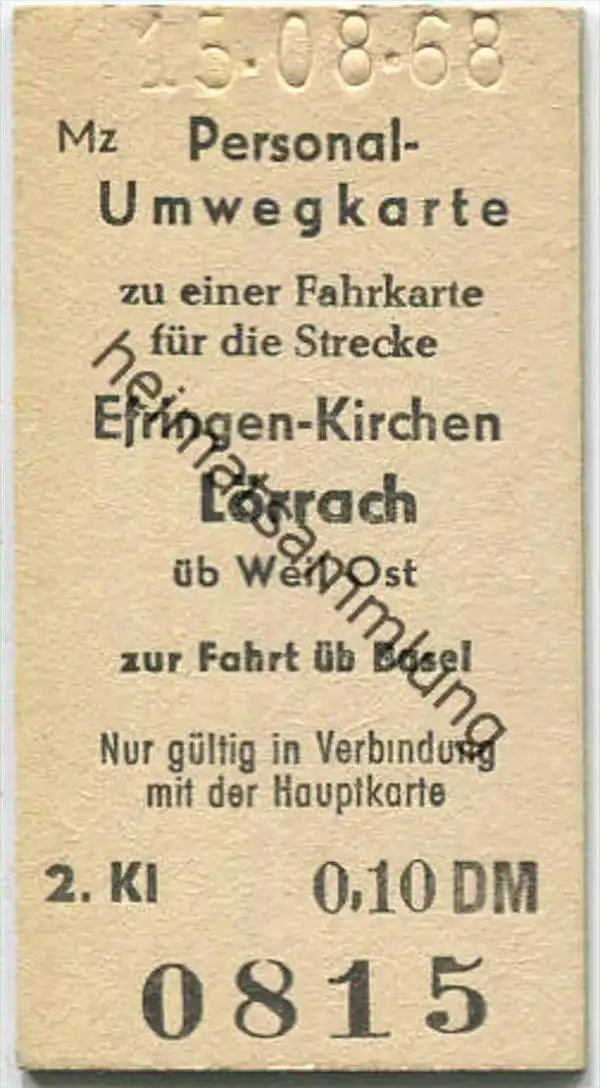 15.08.68
Mz Personal-
Umwegkarte
zu einer Fahrkarte
für die Strecke
Efringen-Kirchen
Lörrach
üb Weil Ost
zur Fahrt üb Basel
Nur gültig in Verbindung
mit der Hauptkarte
2. Kl 0,10 DM
0815
heimatsammlung